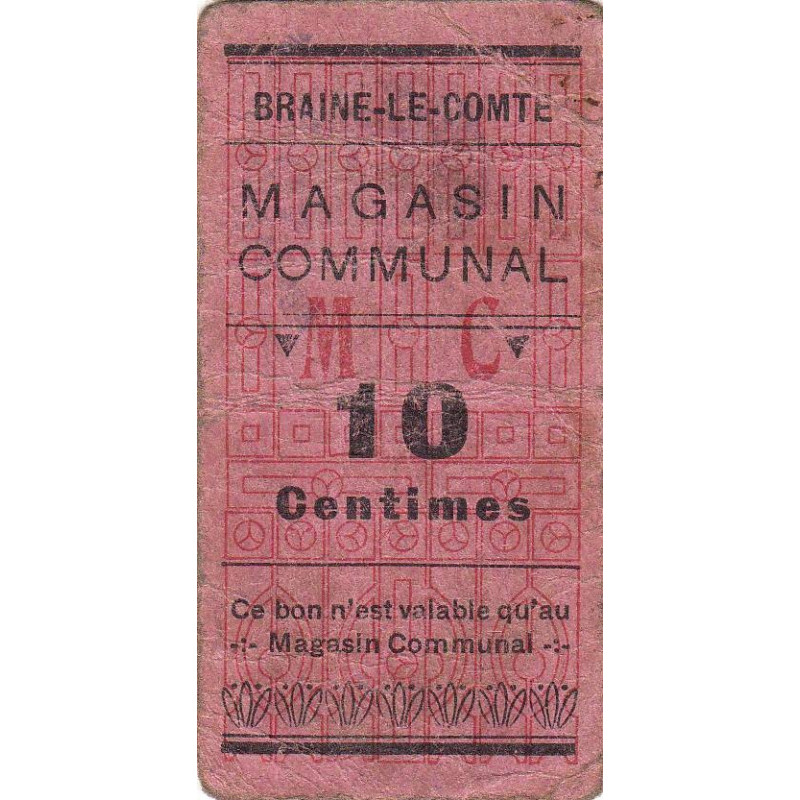 BRAINE-LE-COMTE
MAGASIN
COMMUNAL
M C
10
Centimes
Ce bon n'est valable qu'au
-:- Magasin Communal -:-